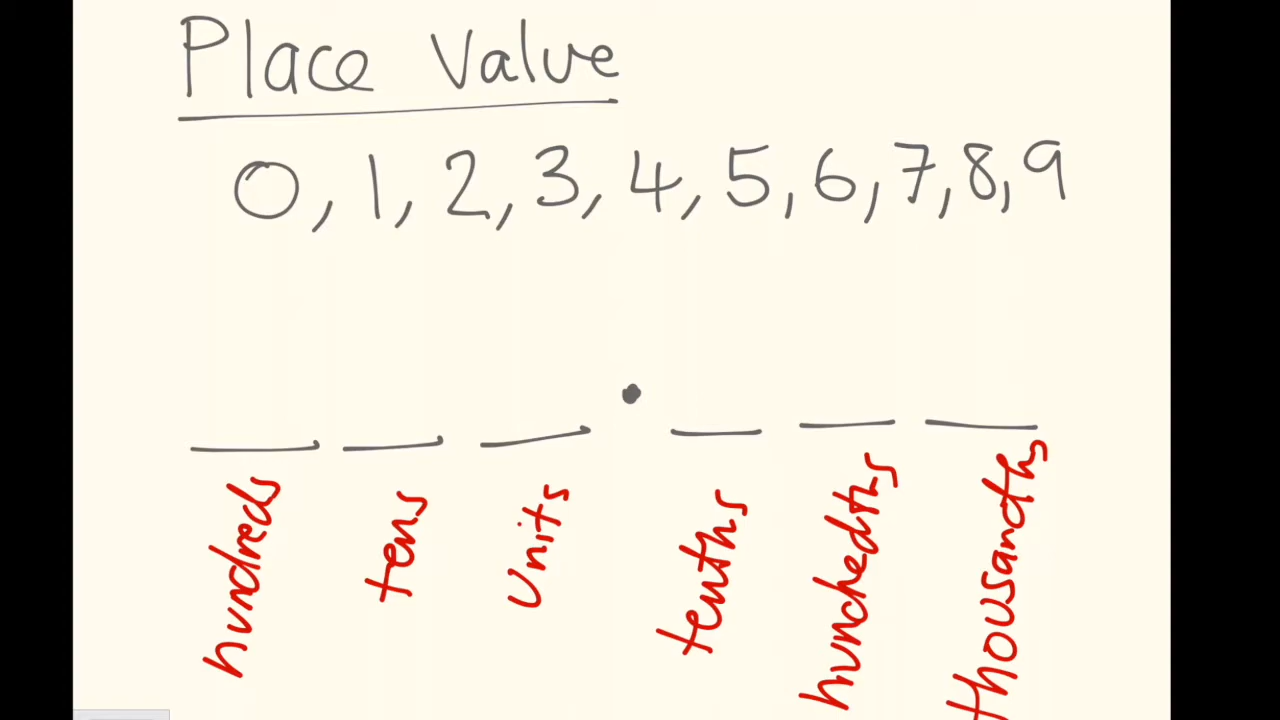 Place Value
0, 1, 2, 3, 4, 5, 6, 7, 8, 9
.
hundreds tens units tenths hundredths thousandths